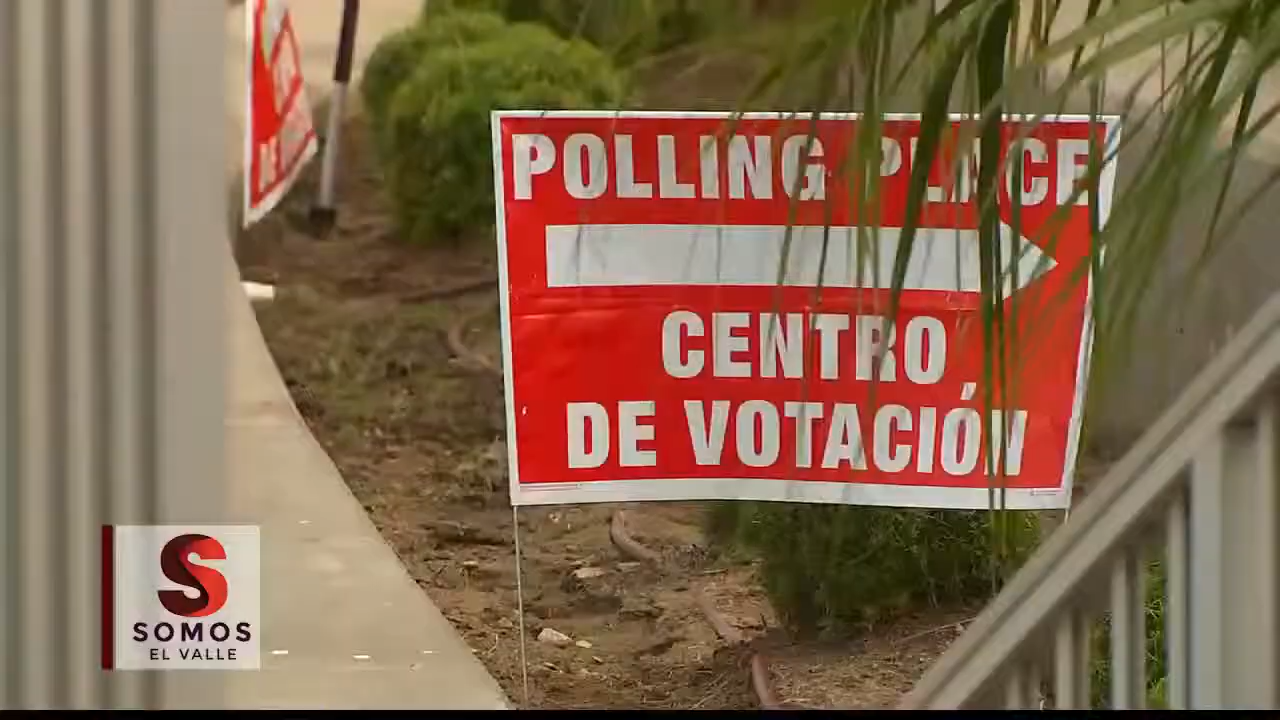 POLLING PLACE
CENTRO
DE VOTACIÓN
S
SOMOS
EL VALLE